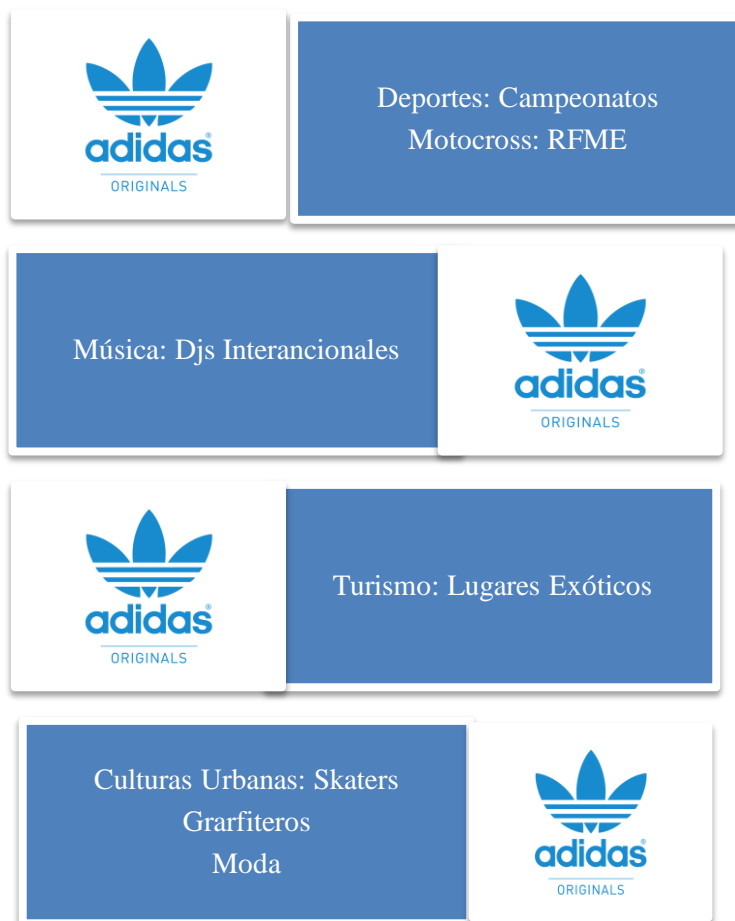 adidas®
ORIGINALS
Deportes: Campeonatos
Motocross: RFME
Música: Djs Interancionales
adidas®
ORIGINALS
adidas®
ORIGINALS
Turismo: Lugares Exóticos
Culturas Urbanas: Skaters
Grarfiteros
Moda
adidas®
ORIGINALS